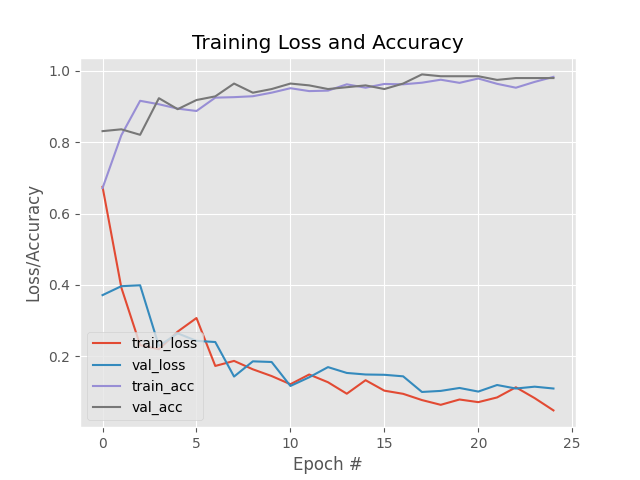 Training Loss and Accuracy
1.0
0.8
0.6
0.4
0.2
Loss/Accuracy
train_loss
val_loss
train_acc
val_acc
0
5
10
15
20
25
Epoch #